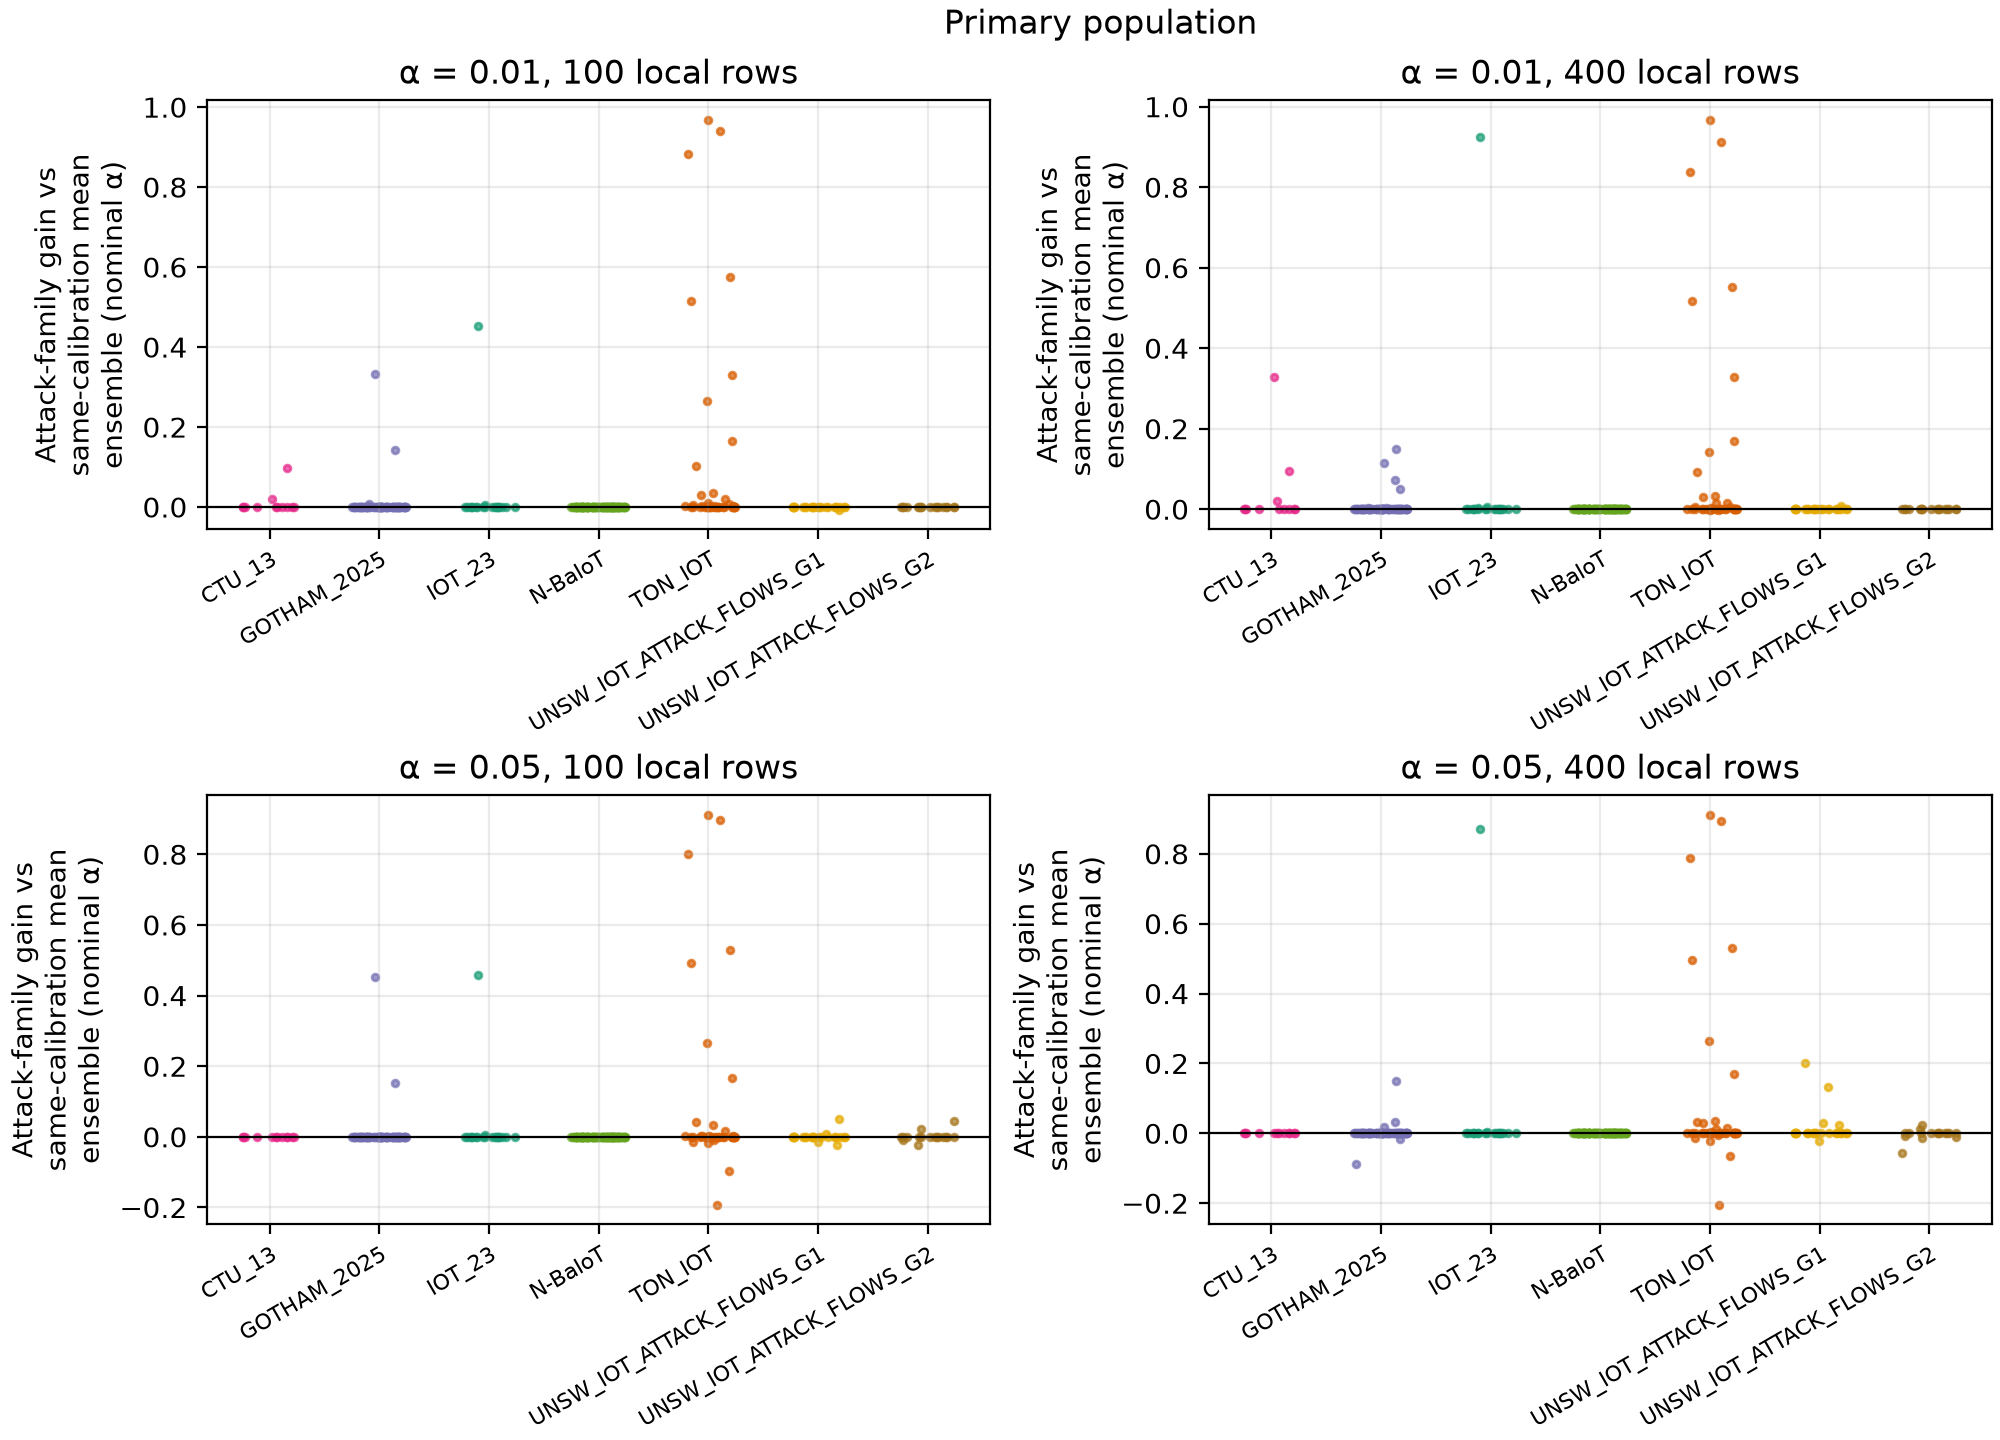 Primary population
α = 0.01, 100 local rows
Attack-family gain vs
same-calibration mean
ensemble (nominal α)
1.0
0.8
0.6
0.4
0.2
0.0
CTU_13
GOTHAM_2025
IOT_23
N-BaIoT
TON_IOT
UNSW_IOT_ATTACK_FLOWS_G1
UNSW_IOT_ATTACK_FLOWS_G2
α = 0.01, 400 local rows
Attack-family gain vs
same-calibration mean
ensemble (nominal α)
1.0
0.8
0.6
0.4
0.2
0.0
CTU_13
GOTHAM_2025
IOT_23
N-BaIoT
TON_IOT
UNSW_IOT_ATTACK_FLOWS_G1
UNSW_IOT_ATTACK_FLOWS_G2
α = 0.05, 100 local rows
Attack-family gain vs
same-calibration mean
ensemble (nominal α)
0.8
0.6
0.4
0.2
0.0
−0.2
CTU_13
GOTHAM_2025
IOT_23
N-BaIoT
TON_IOT
UNSW_IOT_ATTACK_FLOWS_G1
UNSW_IOT_ATTACK_FLOWS_G2
α = 0.05, 400 local rows
Attack-family gain vs
same-calibration mean
ensemble (nominal α)
0.8
0.6
0.4
0.2
0.0
−0.2
CTU_13
GOTHAM_2025
IOT_23
N-BaIoT
TON_IOT
UNSW_IOT_ATTACK_FLOWS_G1
UNSW_IOT_ATTACK_FLOWS_G2